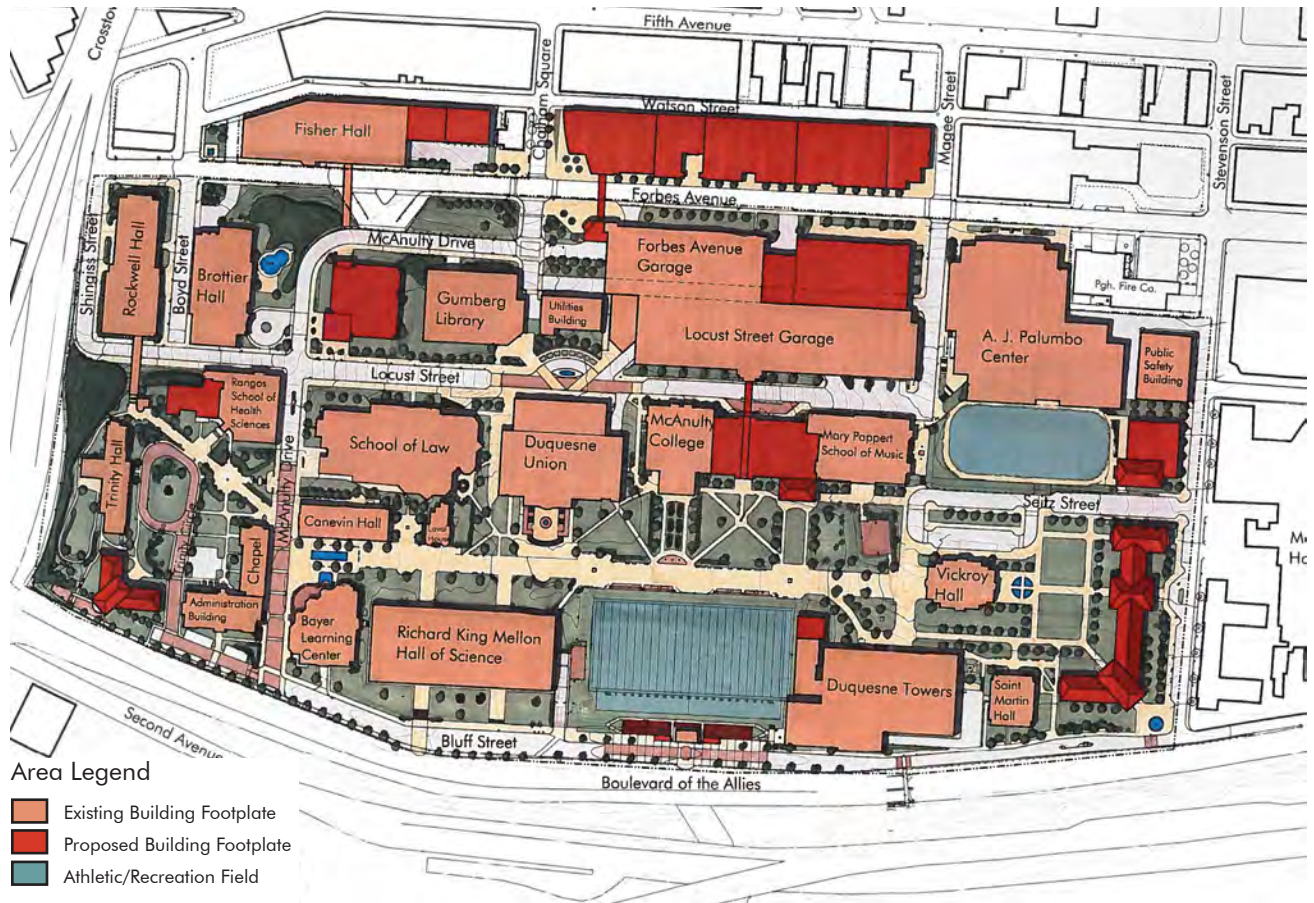 Fifth Avenue
Crosstow
Chatham Square
Watson Street
Magee Street
Stevenson Street
Fisher Hall
Forbes Avenue
Shingiss Street
Rockwell Hall
Boyd Street
Brottier
Hall
McAnulty Drive
Gumberg
Library
Utilities
Building
Forbes Avenue
Garage
Locust Street Garage
A. J. Palumbo
Center
Pgh. Fire Co.
Public
Safety
Building
Locust Street
Rangos
School of
Health
Sciences
School of Law
Duquesne
Union
McAnulty
College
Mary Pappert
School of Music
Trinity Hall
McAnulty Drive
Canevin Hall
Laval
House
Seitz Street
Trinity Circle
Chapel
Vickroy
Hall
Administration
Building
Bayer
Learning
Center
Richard King Mellon
Hall of Science
Duquesne Towers
Saint
Martin
Hall
Second Avenue
Bluff Street
Boulevard of the Allies
Area Legend
Existing Building Footplate
Proposed Building Footplate
Athletic/Recreation Field